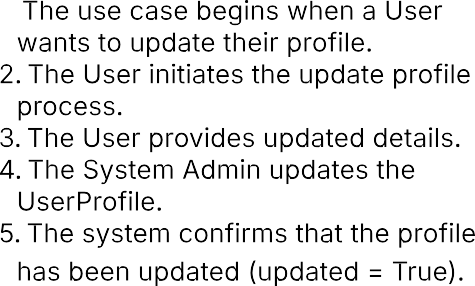 The use case begins when a User
wants to update their profile.
2. The User initiates the update profile
process.
3. The User provides updated details.
4. The System Admin updates the
UserProfile.
5. The system confirms that the profile
has been updated (updated = True).